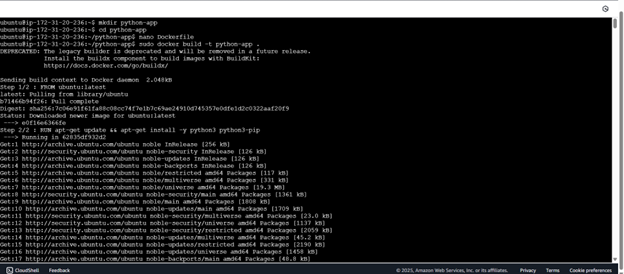 ubuntu@ip-172-31-20-236:~$ mkdir python-app
ubuntu@ip-172-31-20-236:~$ cd python-app
ubuntu@ip-172-31-20-236:~/python-app$ nano Dockerfile
ubuntu@ip-172-31-20-236:~/python-app$ sudo docker build -t python-app .
DEPRECATED: The legacy builder is deprecated and will be removed in a future release.
            Install the buildx component to build images with BuildKit:
            https://docs.docker.com/go/buildx/
Sending build context to Docker daemon  2.048kB
Step 1/2 : FROM ubuntu:latest
latest: Pulling from library/ubuntu
b71466b94f26: Pull complete
Digest: sha256:7c06e91f61fa88c08cc74f7e1b7c69ae24910d745357e0dfe1d2c0322aaf20f9
Status: Downloaded newer image for ubuntu:latest
 ---> e0f16e6366fe
Step 2/2 : RUN apt-get update && apt-get install -y python3 python3-pip
 ---> Running in 62835df932d2
Get:1 http://archive.ubuntu.com/ubuntu noble InRelease [256 kB]
Get:2 http://security.ubuntu.com/ubuntu noble-security InRelease [126 kB]
Get:3 http://archive.ubuntu.com/ubuntu noble-updates InRelease [126 kB]
Get:4 http://archive.ubuntu.com/ubuntu noble-backports InRelease [126 kB]
Get:5 http://archive.ubuntu.com/ubuntu noble/restricted amd64 Packages [117 kB]
Get:6 http://archive.ubuntu.com/ubuntu noble/multiverse amd64 Packages [331 kB]
Get:7 http://archive.ubuntu.com/ubuntu noble/universe amd64 Packages [19.3 MB]
Get:8 http://security.ubuntu.com/ubuntu noble-security/main amd64 Packages [1361 kB]
Get:9 http://archive.ubuntu.com/ubuntu noble/main amd64 Packages [1808 kB]
Get:10 http://archive.ubuntu.com/ubuntu noble-updates/main amd64 Packages [1709 kB]
Get:11 http://security.ubuntu.com/ubuntu noble-security/multiverse amd64 Packages [23.0 kB]
Get:12 http://security.ubuntu.com/ubuntu noble-security/universe amd64 Packages [1137 kB]
Get:13 http://security.ubuntu.com/ubuntu noble-security/restricted amd64 Packages [2059 kB]
Get:14 http://archive.ubuntu.com/ubuntu noble-updates/multiverse amd64 Packages [45.2 kB]
Get:15 http://archive.ubuntu.com/ubuntu noble-updates/restricted amd64 Packages [2190 kB]
Get:16 http://archive.ubuntu.com/ubuntu noble-updates/universe amd64 Packages [1458 kB]
Get:17 http://archive.ubuntu.com/ubuntu noble-backports/main amd64 Packages [48.8 kB]
CloudShell Feedback © 2025, Amazon Web Services, Inc. or its affiliates. Privacy Terms Cookie preferences